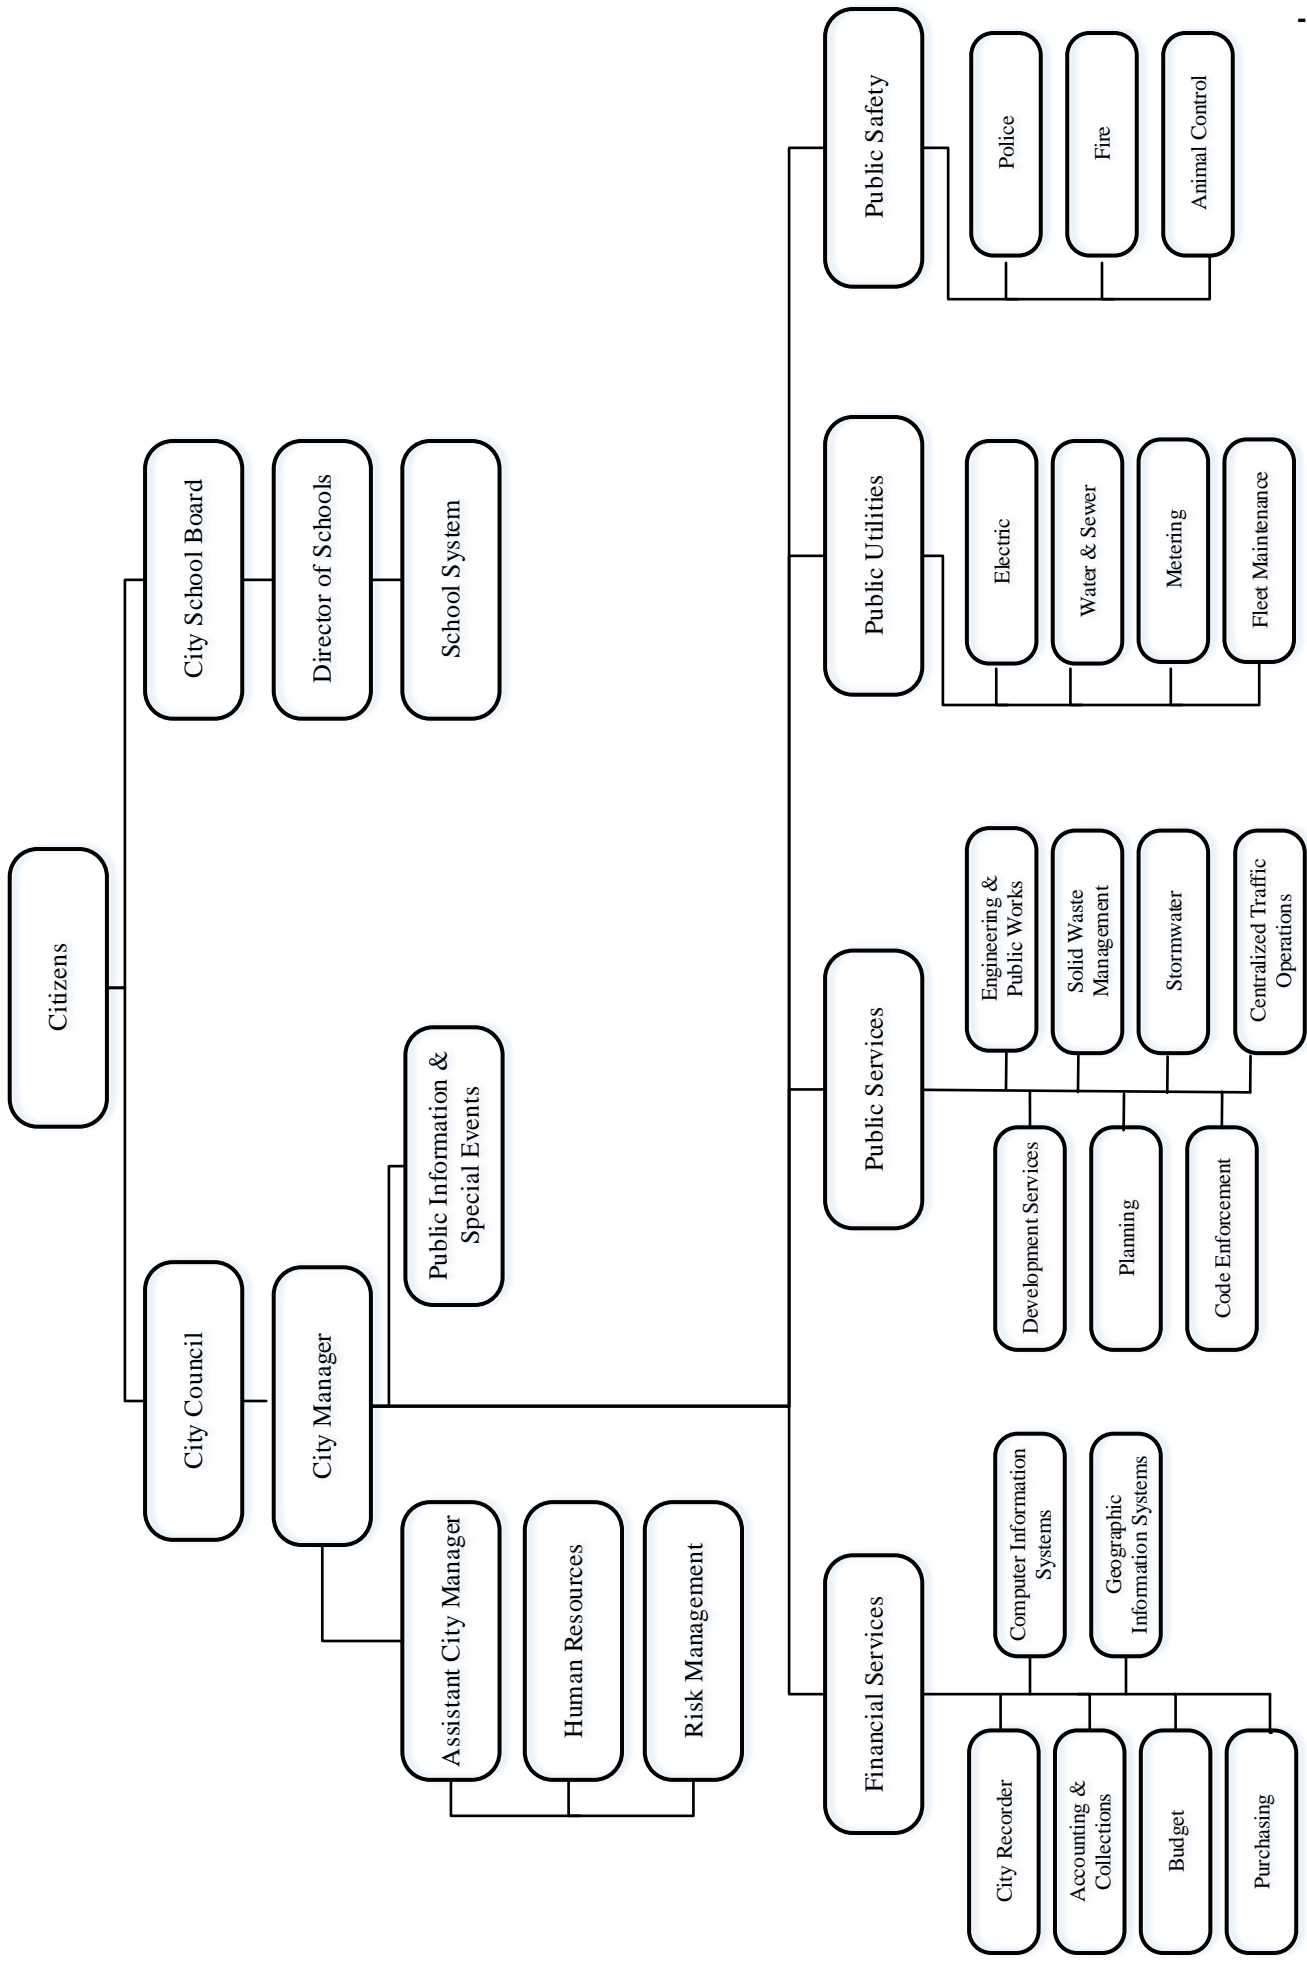 Citizens
City Council
City School Board
City Manager
Director of Schools
Assistant City Manager
Public Information &
Special Events
School System
Human Resources
Risk Management
Financial Services
Public Services
Public Utilities
Public Safety
City Recorder
Accounting &
Collections
Budget
Purchasing
Computer Information
Systems
Geographic
Information Systems
Development Services
Planning
Code Enforcement
Engineering &
Public Works
Solid Waste
Management
Stormwater
Centralized Traffic
Operations
Electric
Water & Sewer
Metering
Fleet Maintenance
Police
Fire
Animal Control